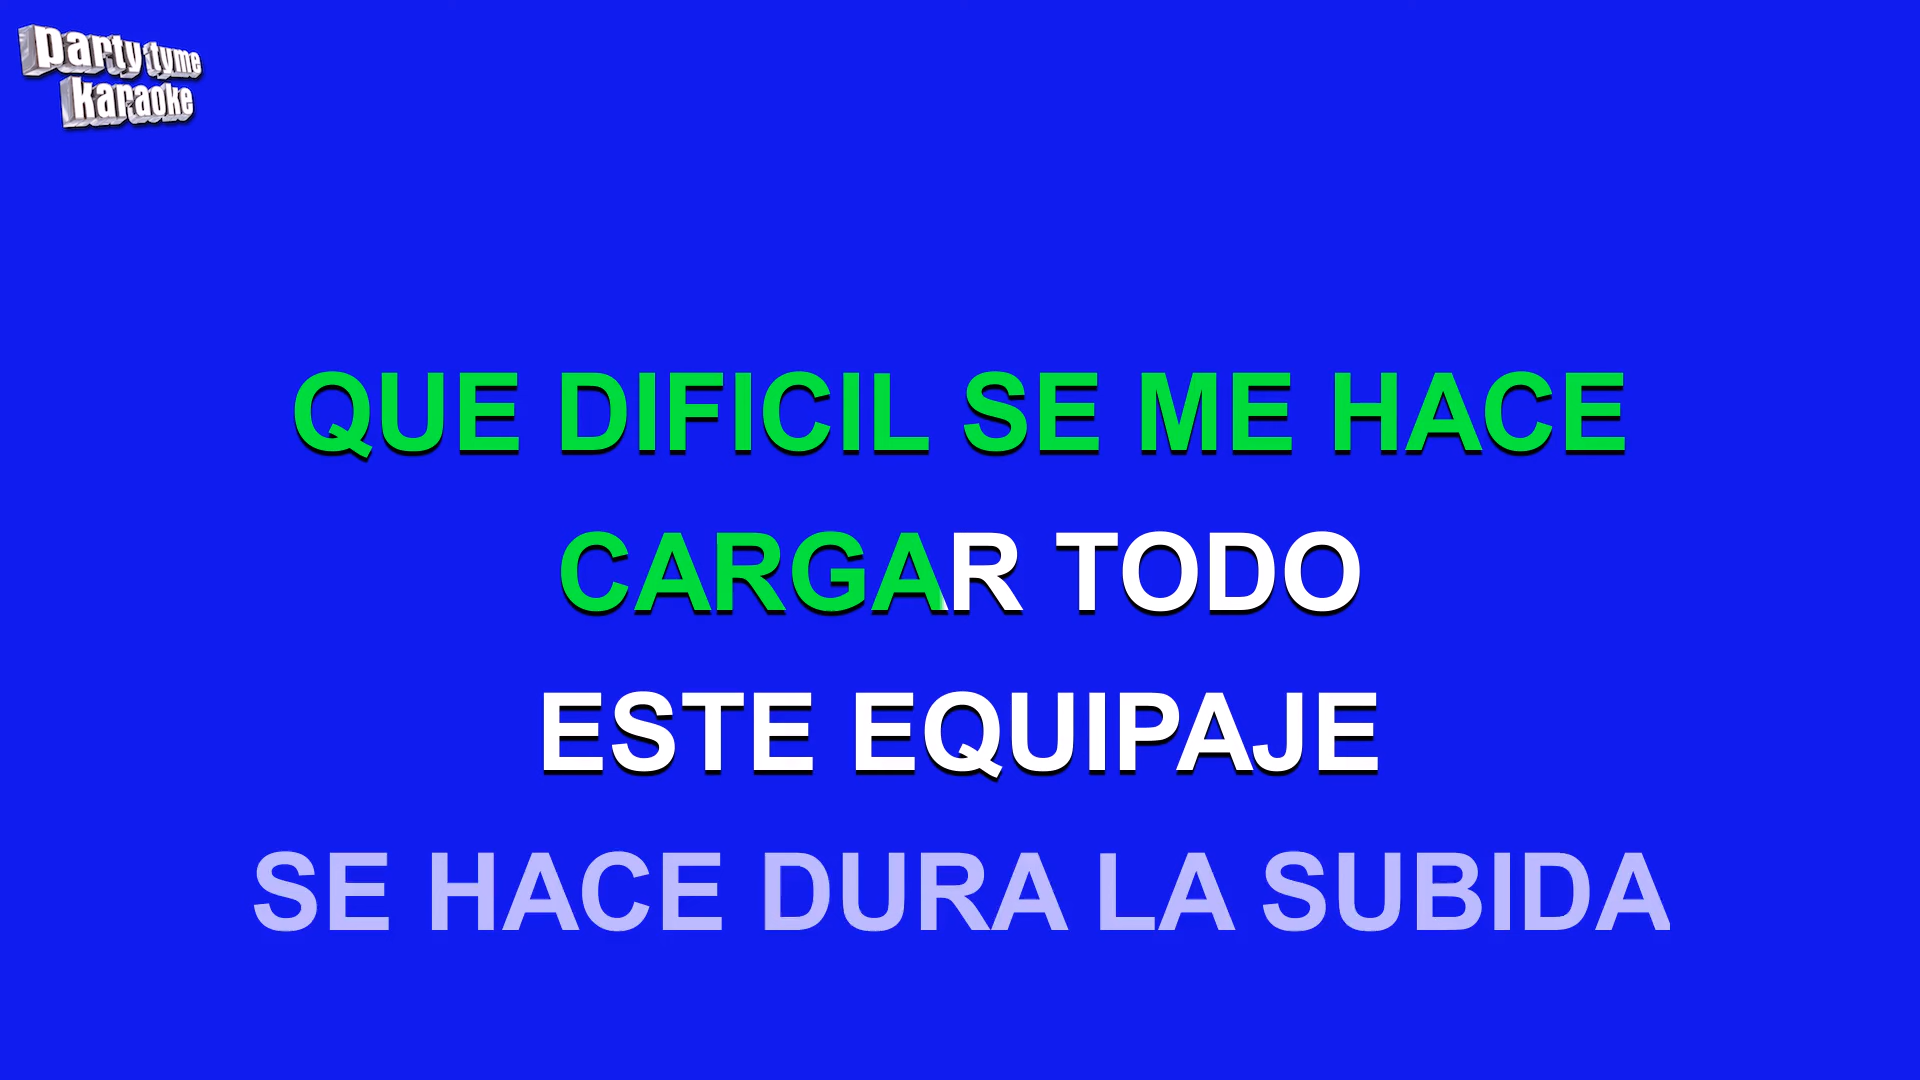 party tyme
karaoke
QUE DIFICIL SE ME HACE
CARGAR TODO
ESTE EQUIPAJE
SE HACE DURA LA SUBIDA